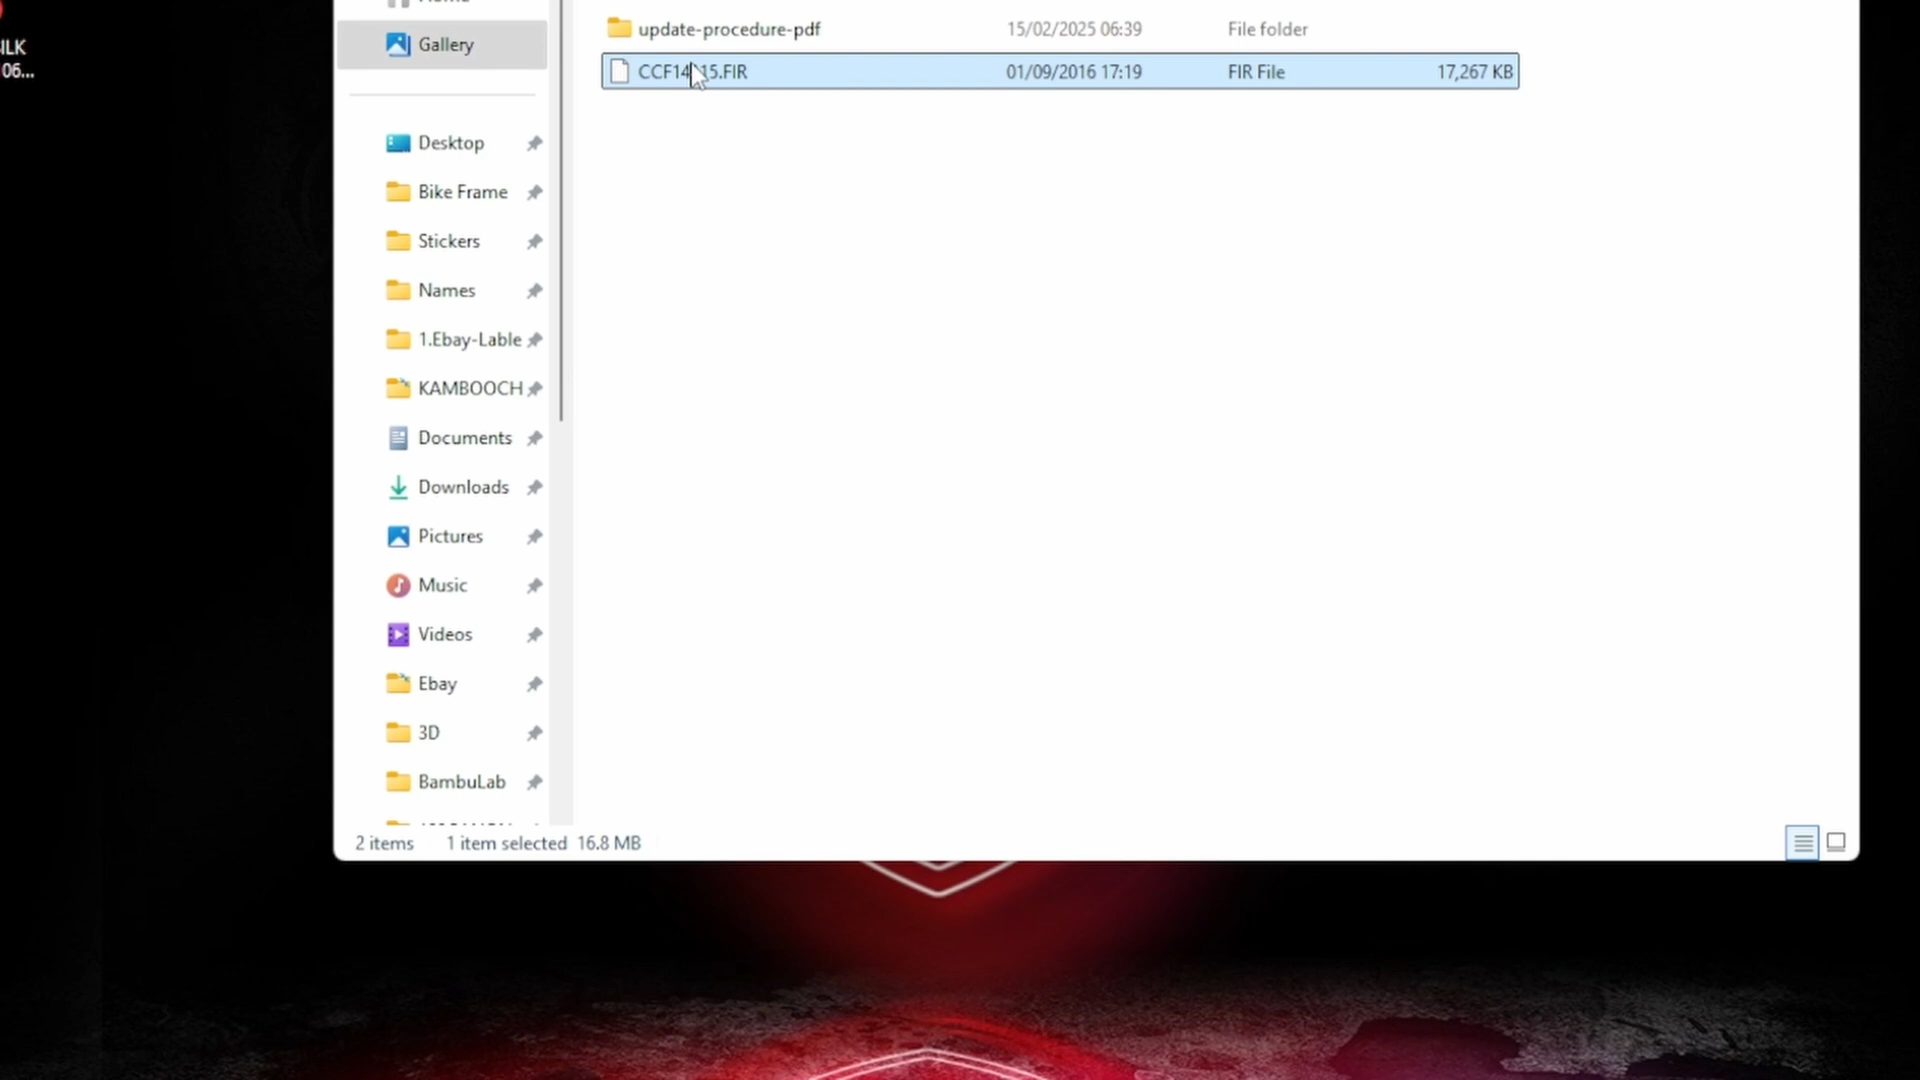 ILK
06...
Gallery
Desktop
Bike Frame
Stickers
Names
1.Ebay-Lable
KAMBOOCH
Documents
Downloads
Pictures
Music
Videos
Ebay
3D
BambuLab
update-procedure-pdf 15/02/2025 06:39 File folder
CCF14 15.FIR 01/09/2016 17:19 FIR File 17,267 KB
2 items 1 item selected 16.8 MB